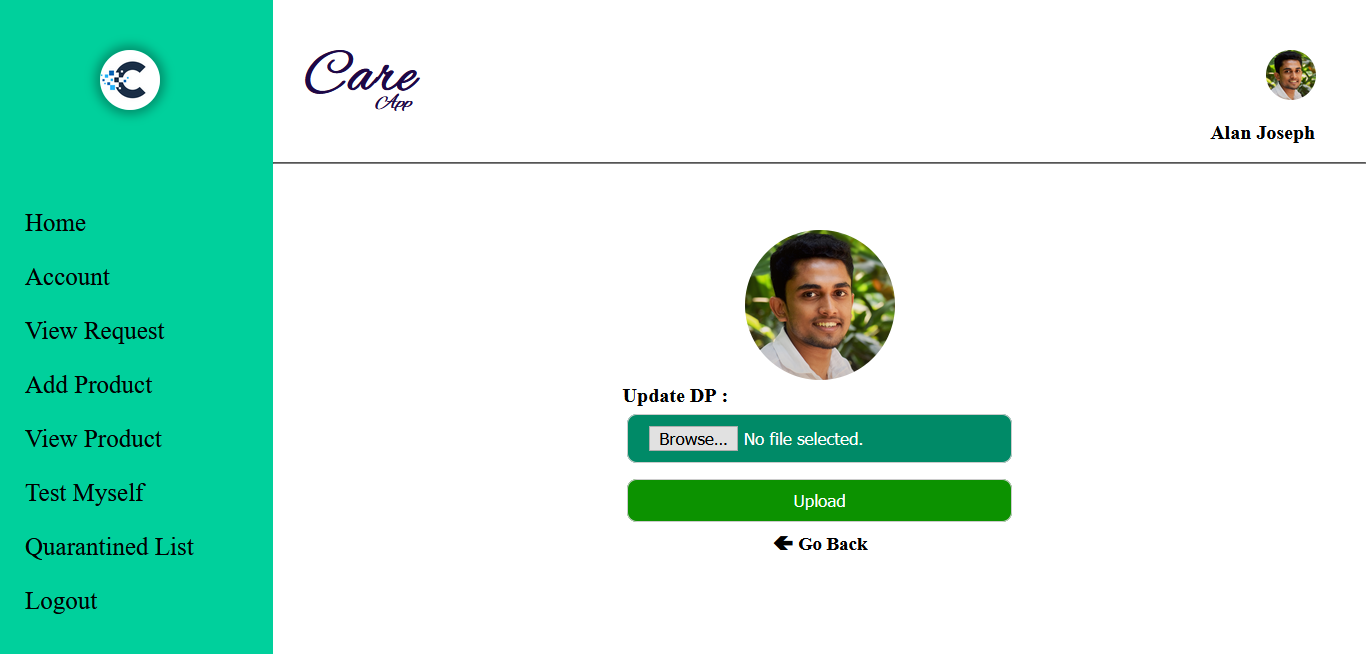 Care
App
Alan Joseph
Home
Account
View Request
Add Product
View Product
Test Myself
Quarantined List
Logout
Update DP :
Browse... No file selected.
Upload
Go Back